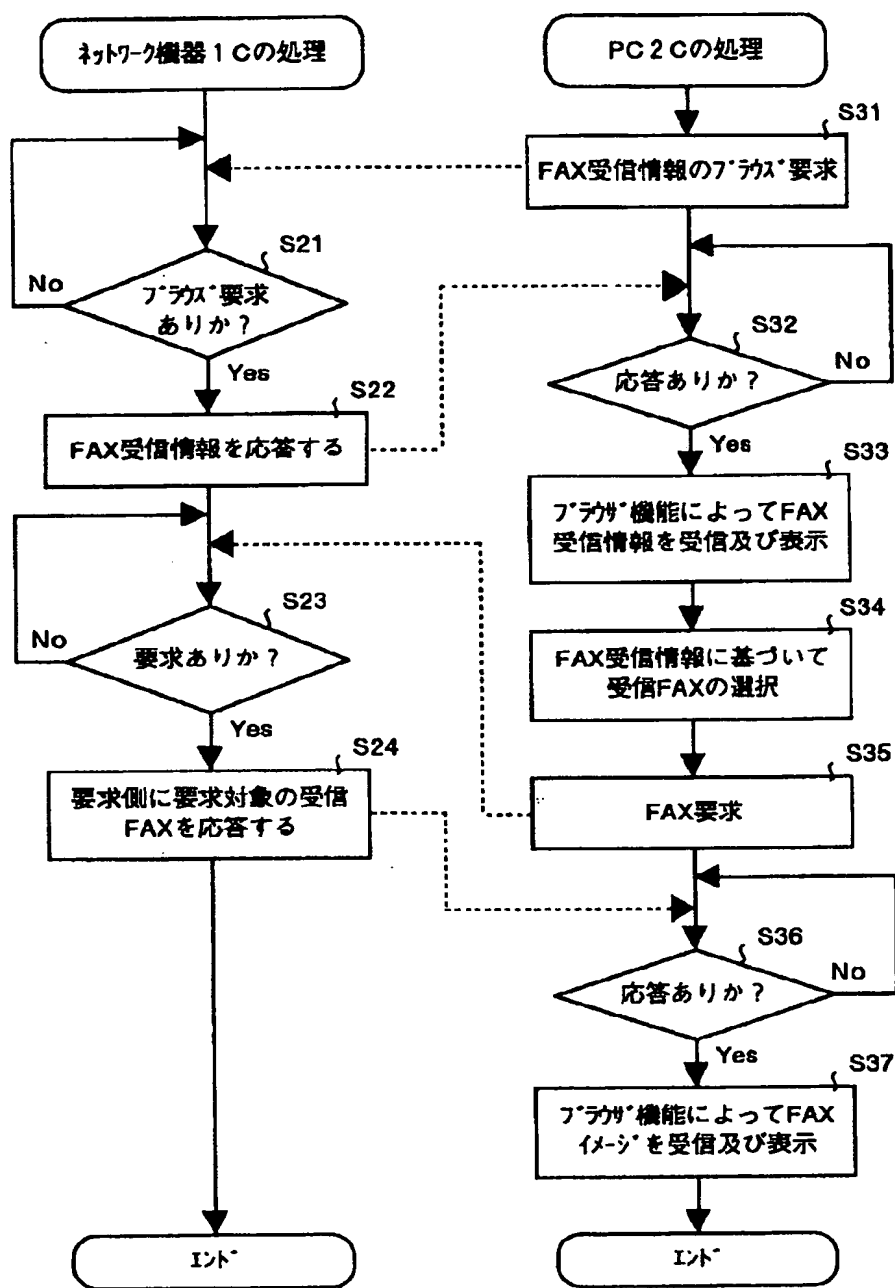 ﾈｯﾄﾜｰｸ機器１Ｃの処理
S21
No
ﾌﾞﾗｳｽﾞ要求
ありか？
Yes
S22
FAX受信情報を応答する
S23
No
要求ありか？
Yes
S24
要求側に要求対象の受信
FAXを応答する
ｴﾝﾄﾞ
PC２Cの処理
S31
FAX受信情報のﾌﾞﾗｳｽﾞ要求
S32
No
応答ありか？
Yes
S33
ﾌﾞﾗｳｻﾞ機能によってFAX
受信情報を受信及び表示
S34
FAX受信情報に基づいて
受信FAXの選択
S35
FAX要求
S36
No
応答ありか？
Yes
S37
ﾌﾞﾗｳｻﾞ機能によってFAX
ｲﾒｰｼﾞを受信及び表示
ｴﾝﾄﾞ